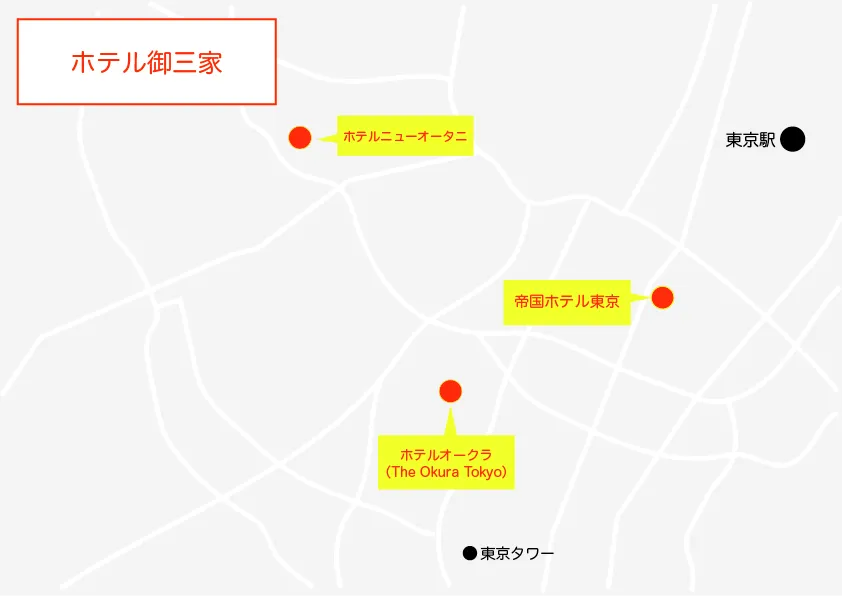 ホテル御三家
ホテルニューオータニ
東京駅
帝国ホテル東京
ホテルオークラ
(The Okura Tokyo)
東京タワー